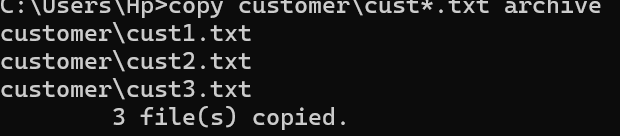 C:\Users\Hp>copy customer\cust*.txt archive
customer\cust1.txt
customer\cust2.txt
customer\cust3.txt
        3 file(s) copied.